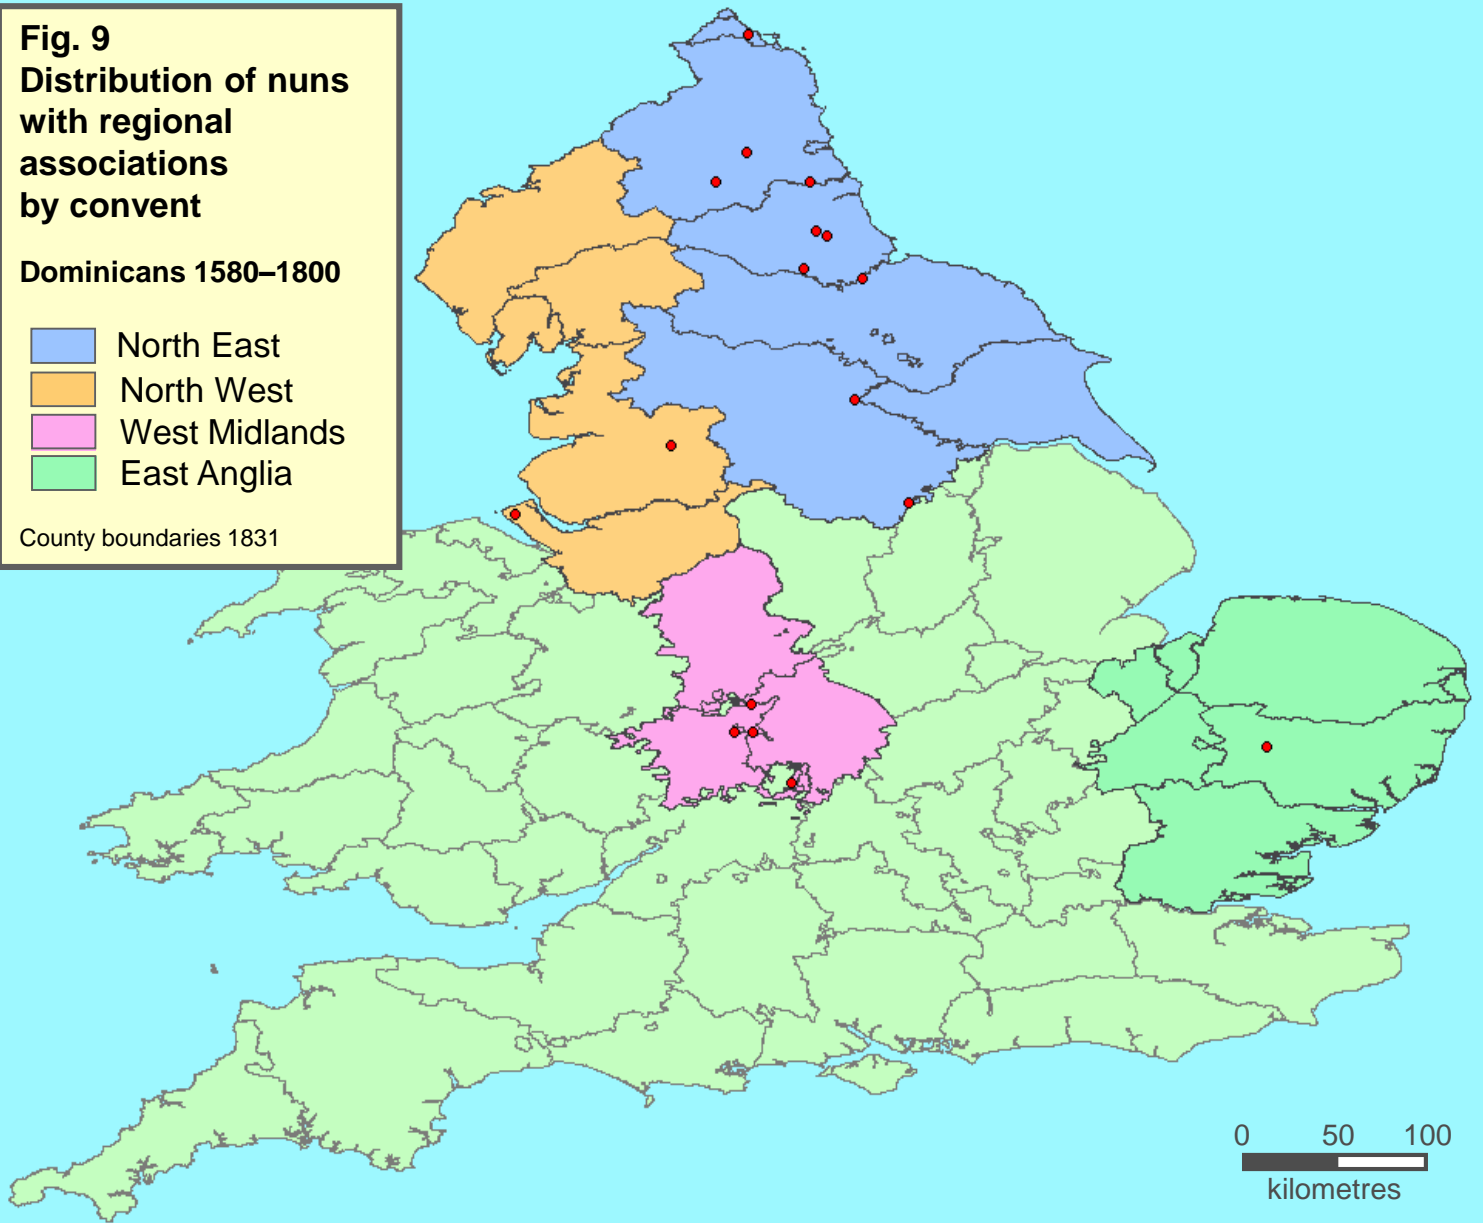 Fig. 9
Distribution of nuns
with regional
associations
by convent
Dominicans 1580–1800
North East
North West
West Midlands
East Anglia
County boundaries 1831
0 50 100
kilometres